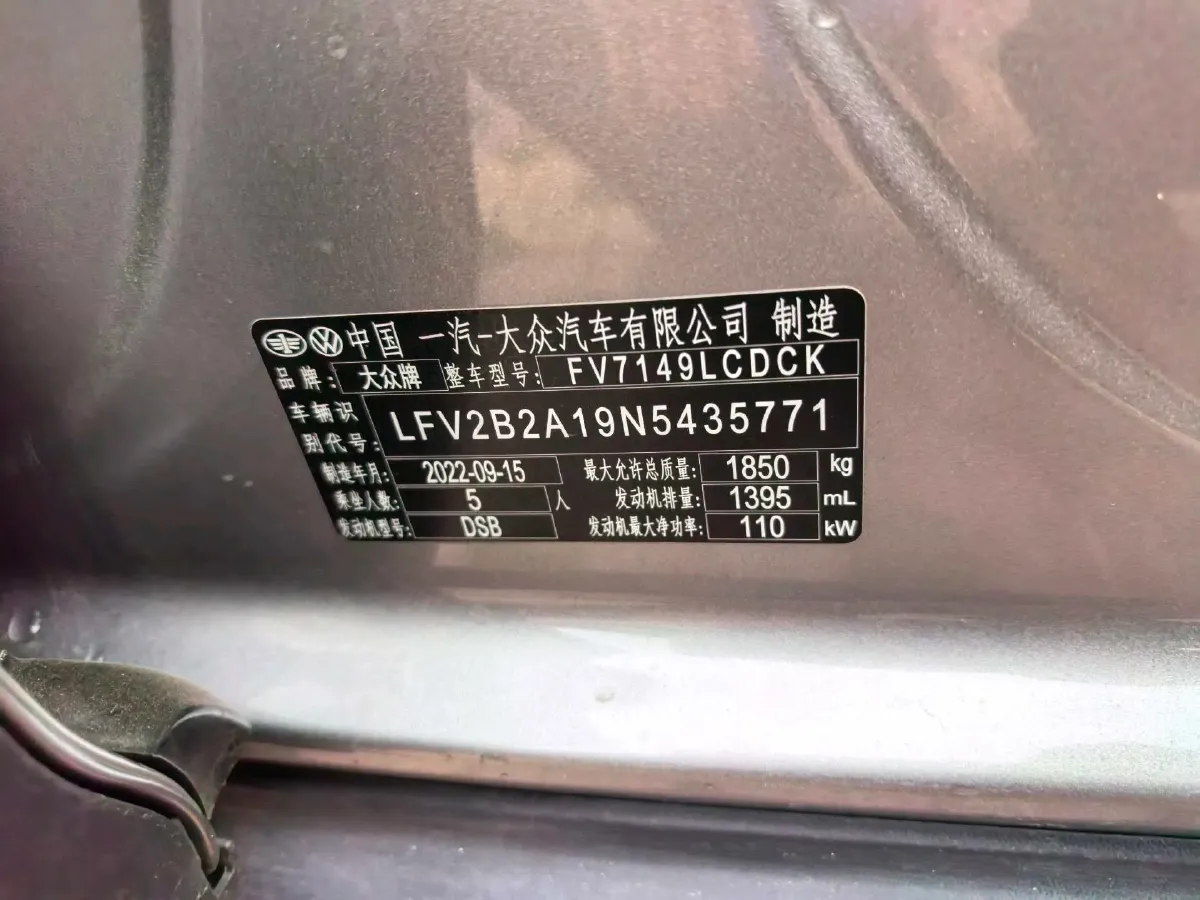 中国 一汽-大众汽车有限公司 制造
品牌: 大众牌 整车型号: FV7149LCDCK
车辆识别代号: LFV2B2A19N5435771
制造年月: 2022-09-15 最大允许总质量: 1850 kg
乘坐人数: 5 人 发动机排量: 1395 mL
发动机型号: DSB 发动机最大净功率: 110 kW